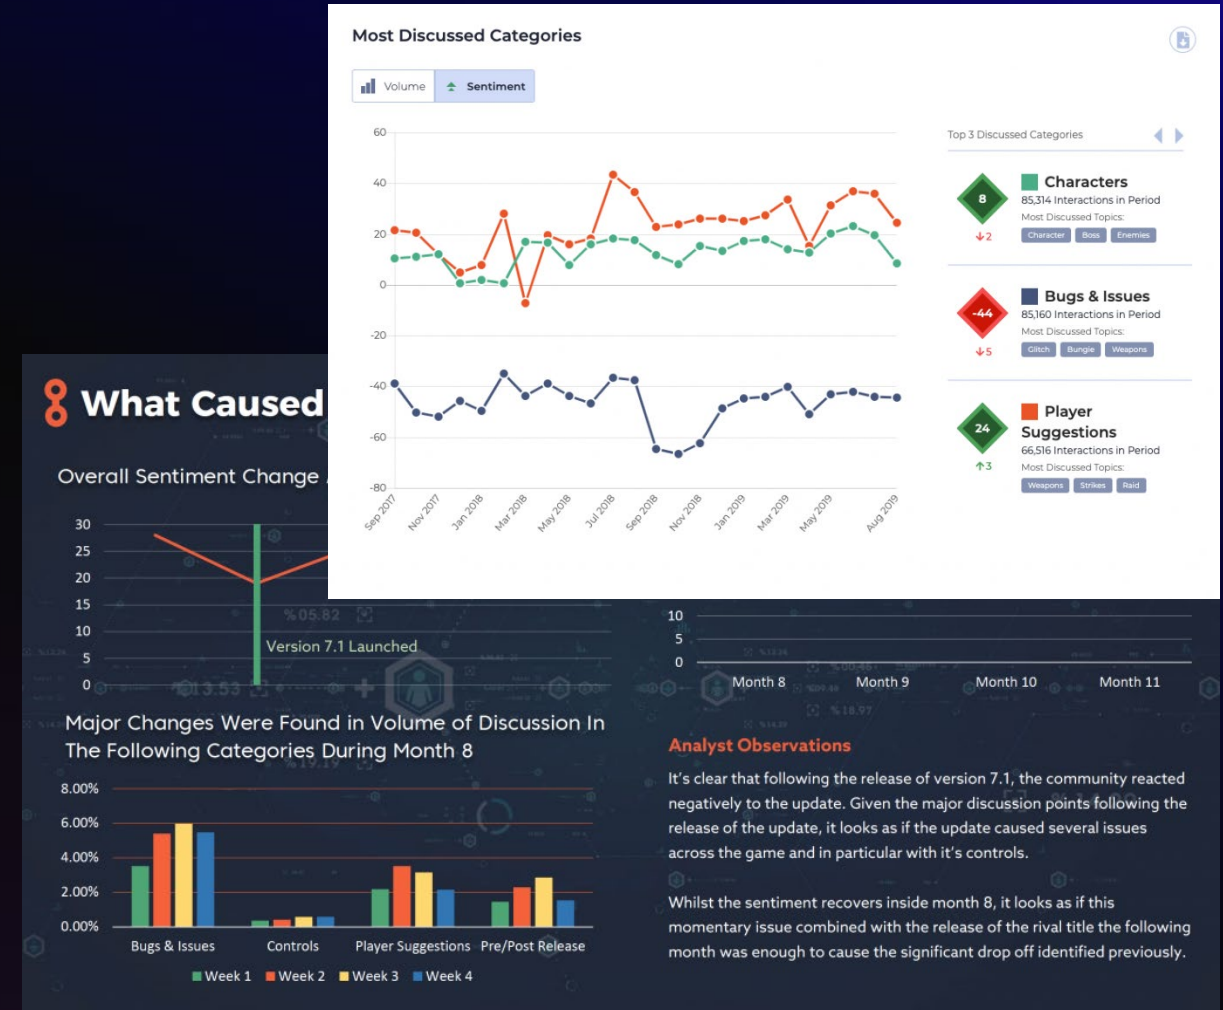 Most Discussed Categories
Volume
Sentiment
60
40
20
0
-20
-40
-60
-80
Sep 2017
Nov 2017
Jan 2018
Mar 2018
May 2018
Jul 2018
Sep 2018
Nov 2018
Jan 2019
Mar 2019
May 2019
Aug 2019
Top 3 Discussed Categories
8
2
Characters
85,314 Interactions in Period
Most Discussed Topics:
Character Boss Enemies
-44
5
Bugs & Issues
85,160 Interactions in Period
Most Discussed Topics:
Glitch Bungie Weapons
24
3
Player
Suggestions
66,516 Interactions in Period
Most Discussed Topics:
Weapons Strikes Raid
What Caused
Overall Sentiment Change
30
25
20
15
10
5
0
%05.82
Version 7.1 Launched
%13.53
Major Changes Were Found in Volume of Discussion In
The Following Categories During Month 8
%19.19
8.00%
6.00%
4.00%
2.00%
0.00%
Bugs & Issues
Controls
Player Suggestions
Pre/Post Release
Week 1 Week 2 Week 3 Week 4
10
5
0
Month 8
Month 9
Month 10
Month 11
%18.97
Analyst Observations
It's clear that following the release of version 7.1, the community reacted
negatively to the update. Given the major discussion points following the
release of the update, it looks as if the update caused several issues
across the game and in particular with it's controls.
Whilst the sentiment recovers inside month 8, it looks as if this
momentary issue combined with the release of the rival title the following
month was enough to cause the significant drop off identified previously.